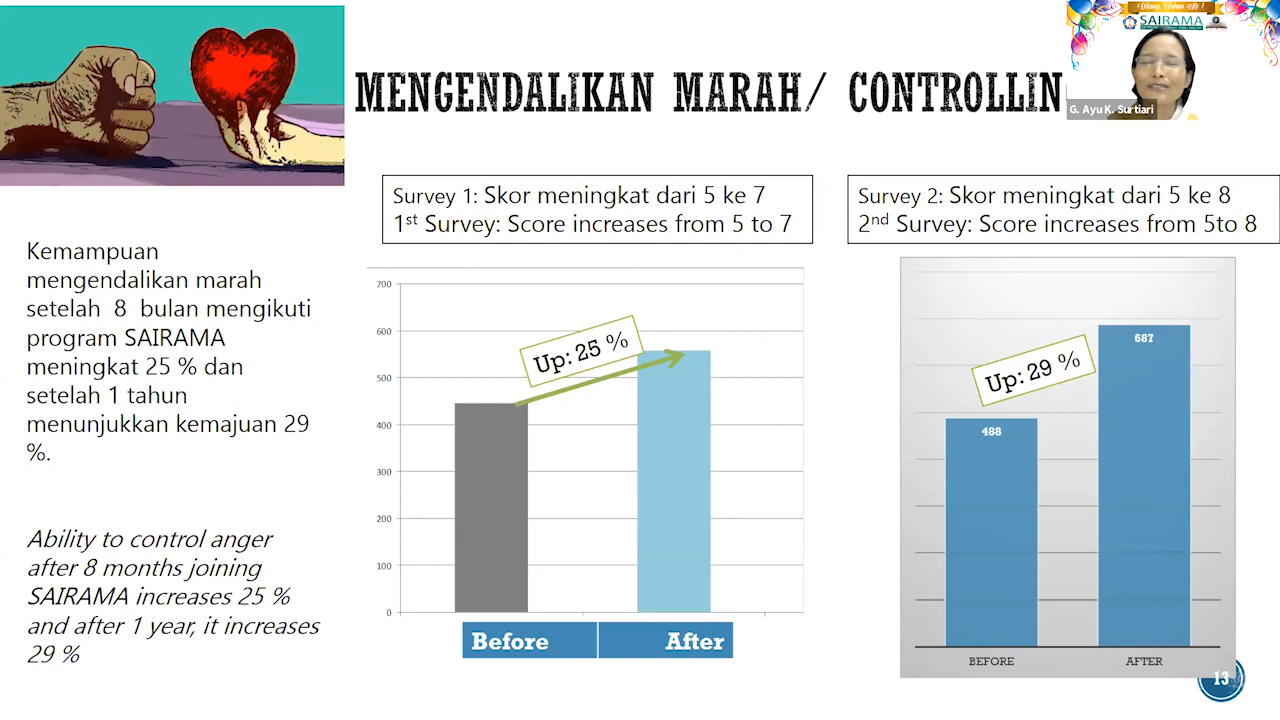 MENGENDALIKAN MARAH/ CONTROLLIN
SAIRAMA
G. Ayu K. Surtiari
Survey 1: Skor meningkat dari 5 ke 7
1st Survey: Score increases from 5 to 7
Survey 2: Skor meningkat dari 5 ke 8
2nd Survey: Score increases from 5to 8
Kemampuan
mengendalikan marah
setelah 8 bulan mengikuti
program SAIRAMA
meningkat 25 % dan
setelah 1 tahun
menunjukkan kemajuan 29
%.
Ability to control anger
after 8 months joining
SAIRAMA increases 25 %
and after 1 year, it increases
29 %
700
600
500
400
300
200
100
0
Up: 25 %
Before
After
Up: 29 %
488
687
BEFORE
AFTER
13